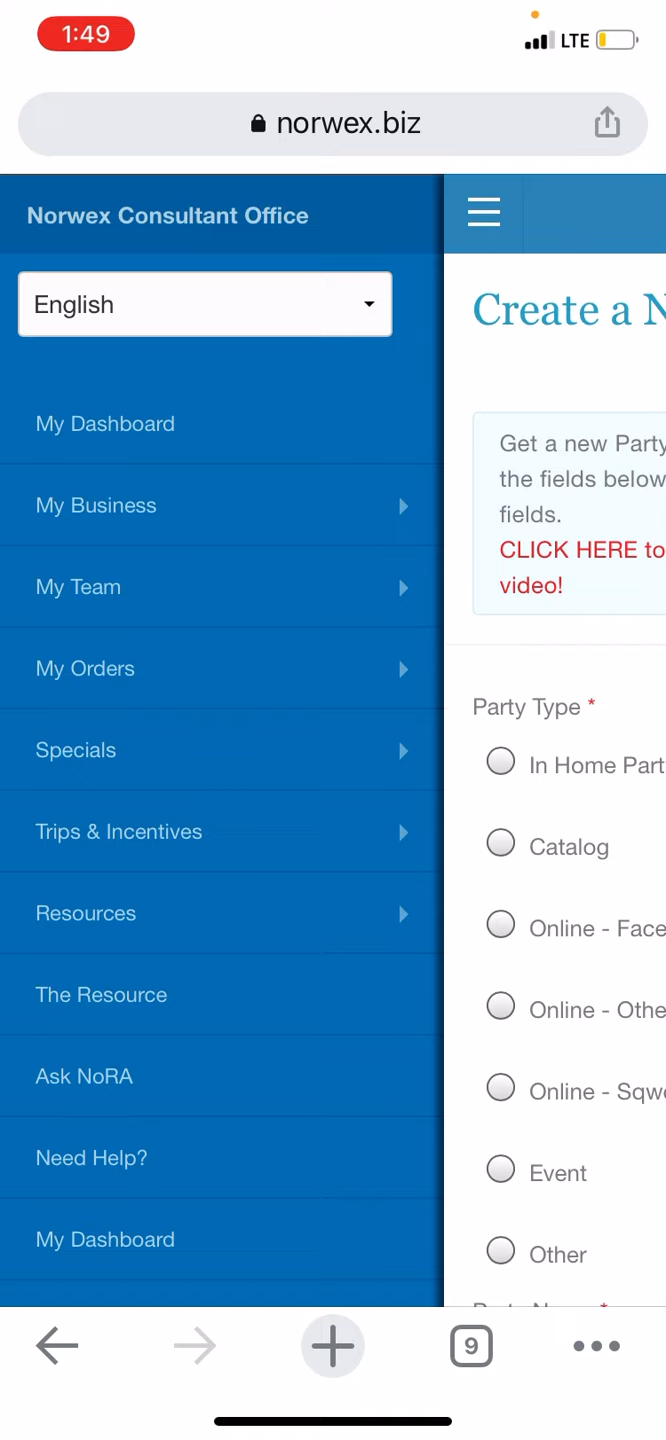 1:49
LTE
norwex.biz
Norwex Consultant Office
English
My Dashboard
My Business
My Team
My Orders
Specials
Trips & Incentives
Resources
The Resource
Ask NoRA
Need Help?
My Dashboard
Create a N
Get a new Party
the fields below
fields.
CLICK HERE to
video!
Party Type *
In Home Part
Catalog
Online - Face
Online - Othe
Online - Sqw
Event
Other
9